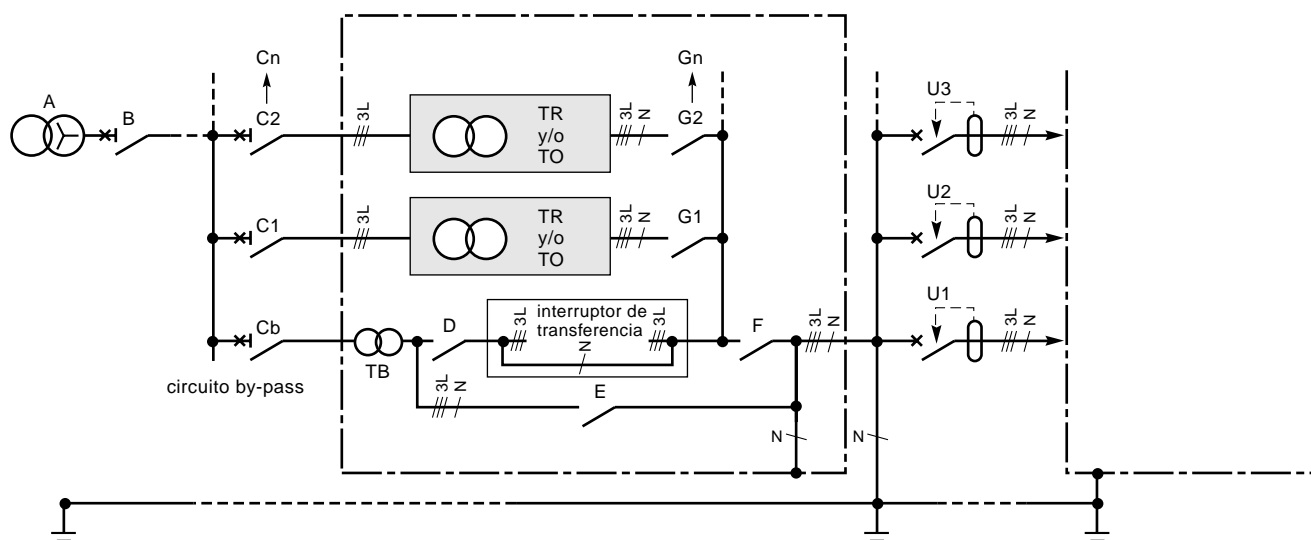 Cn
Gn
A
B
C2
3L
TR
y/o
TO
3L
N
G2
U3
3L
N
C1
3L
TR
y/o
TO
3L
N
G1
U2
3L
N
Cb
TB
D
interruptor de
transferencia
3L
3L
N
F
3L
N
U1
3L
N
circuito by-pass
3L
N
E
N
N